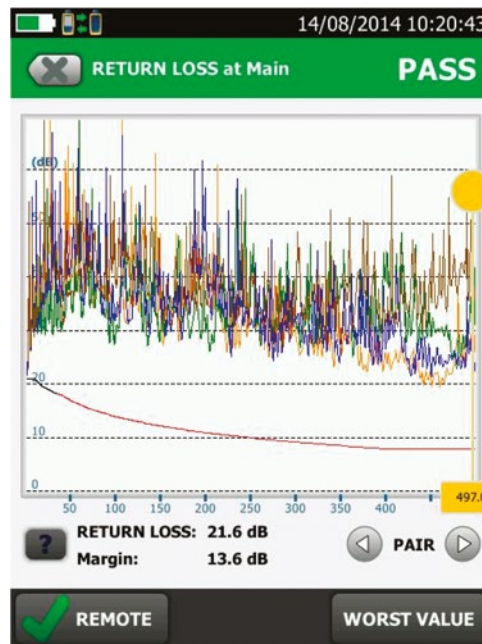 14/08/2014 10:20:43
RETURN LOSS at Main
PASS
(dB)
20
10
0
50 100 150 200 250 300 350 400
RETURN LOSS: 21.6 dB
Margin: 13.6 dB
?
PAIR
REMOTE
WORST VALUE